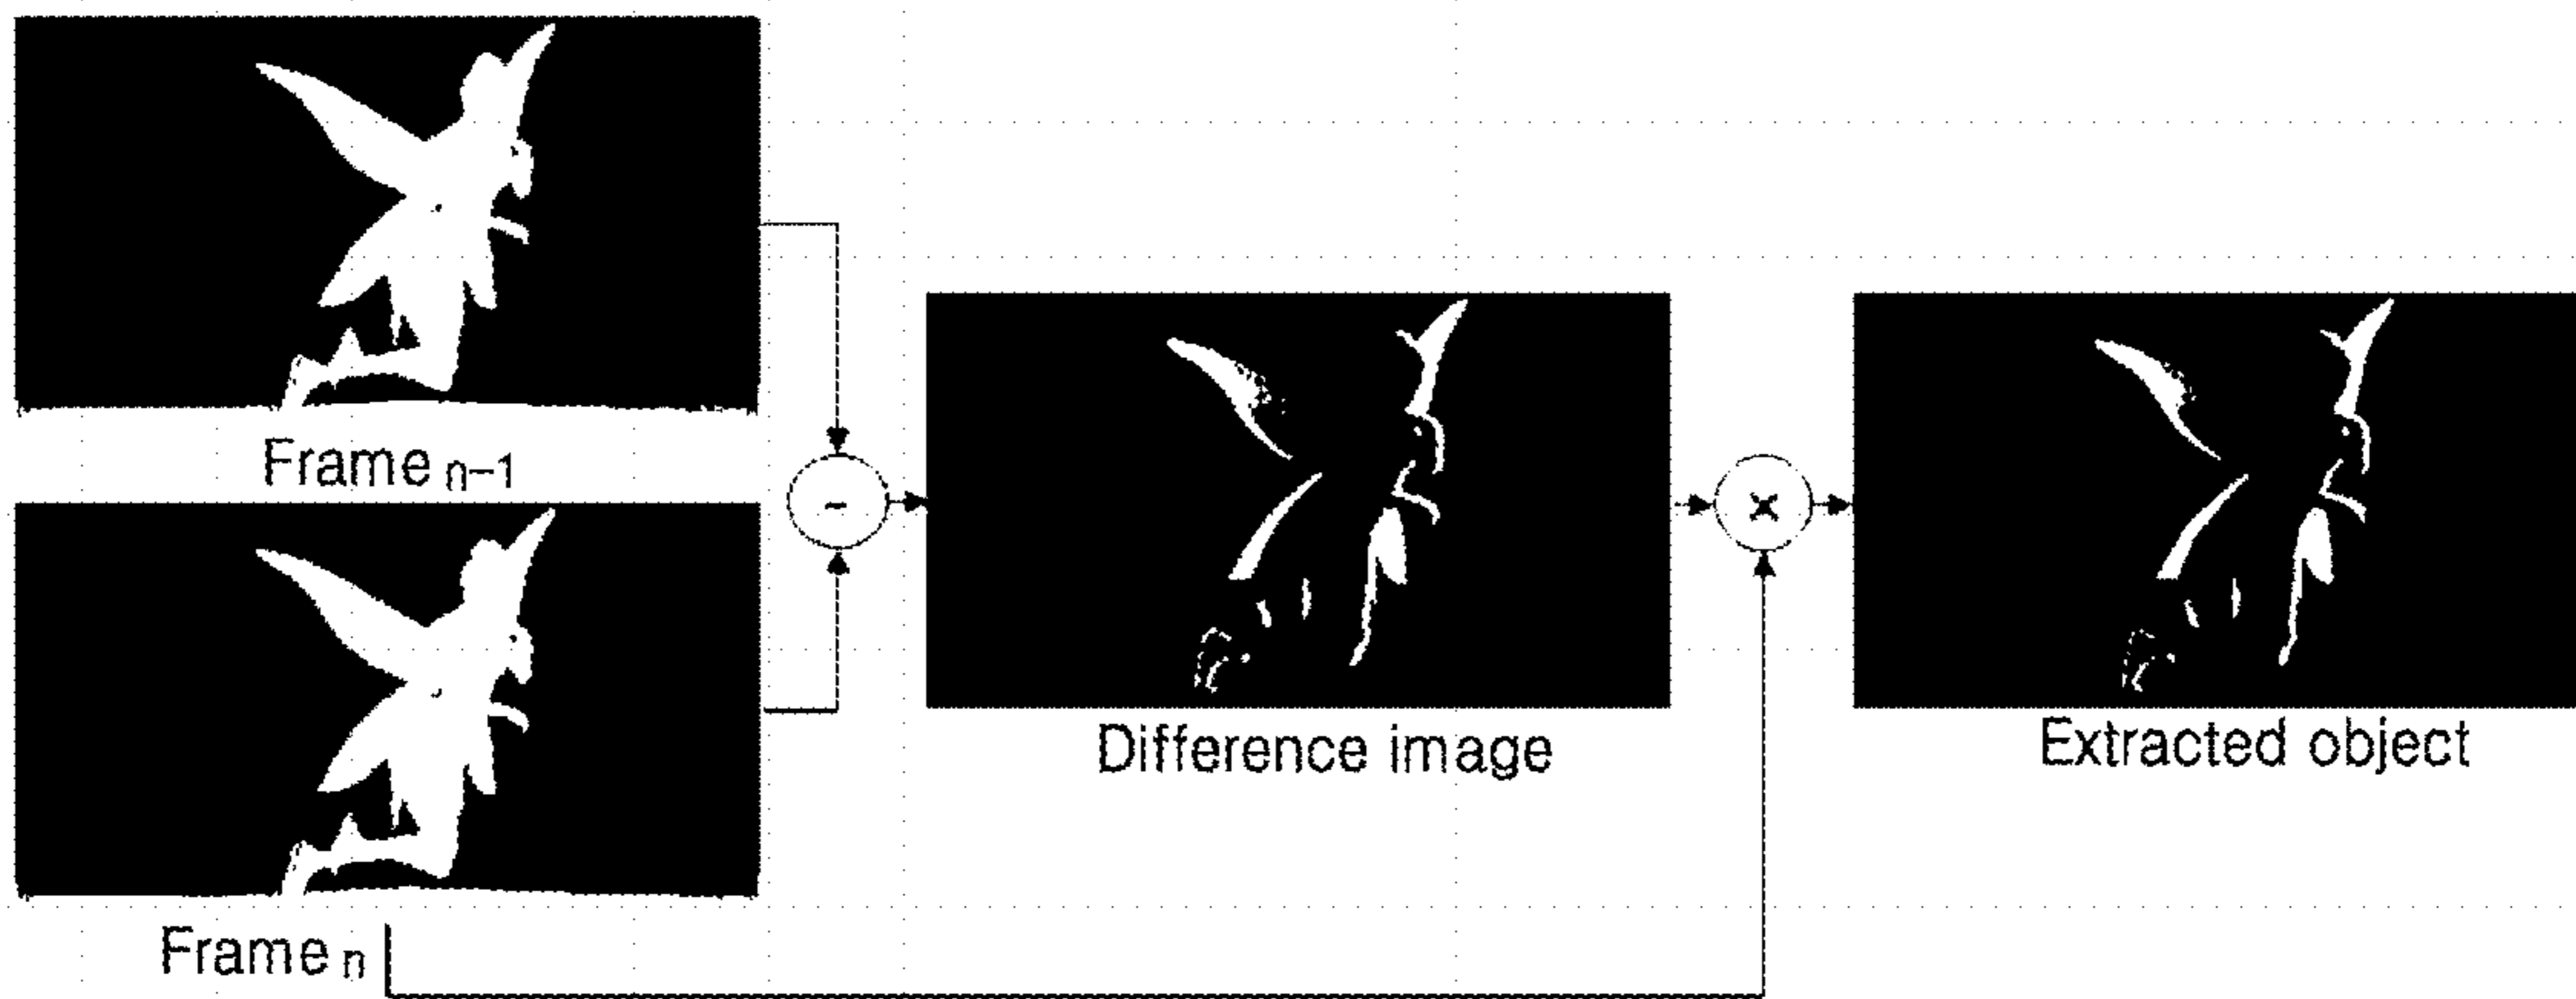 Frame n-1
-
×
Difference image
Extracted object
Frame n